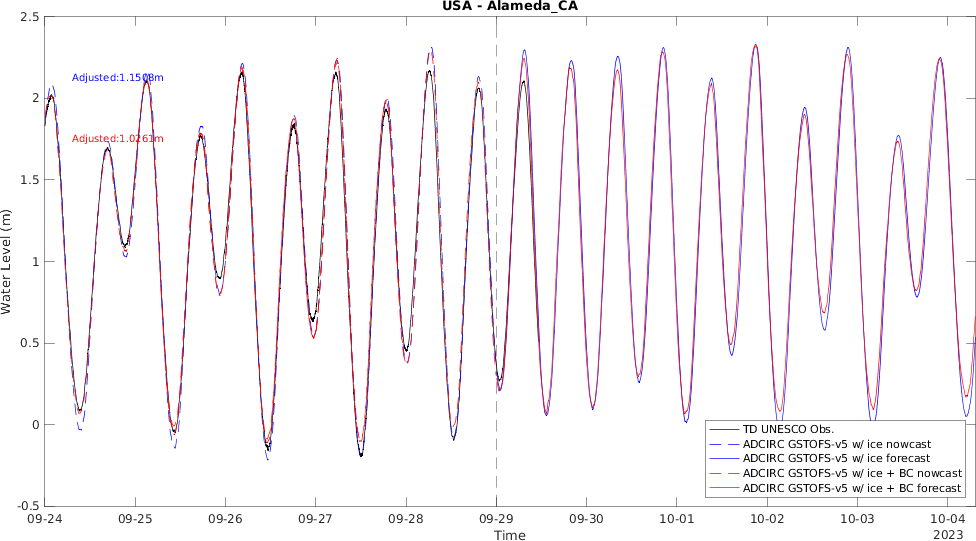 USA - Alameda_CA
2.5
2
1.5
1
0.5
0
-0.5
Water Level (m)
Adjusted:1.1508m
Adjusted:1.0261m
TD UNESCO Obs.
ADCIRC GSTOFS-v5 w/ ice nowcast
ADCIRC GSTOFS-v5 w/ ice forecast
ADCIRC GSTOFS-v5 w/ ice + BC nowcast
ADCIRC GSTOFS-v5 w/ ice + BC forecast
09-24 09-25 09-26 09-27 09-28 09-29 09-30 10-01 10-02 10-03 10-04
Time
2023